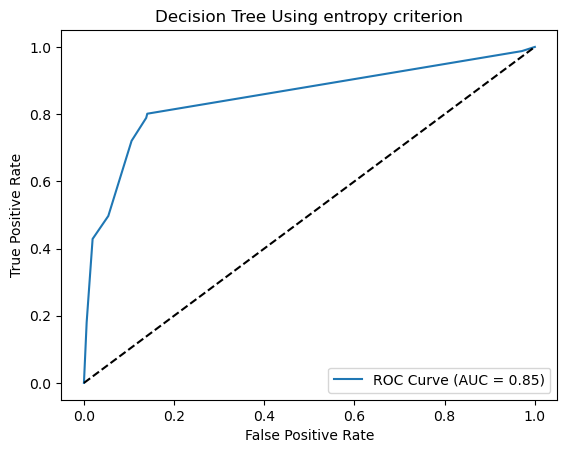 Decision Tree Using entropy criterion
True Positive Rate
1.0
0.8
0.6
0.4
0.2
0.0
ROC Curve (AUC = 0.85)
0.0 0.2 0.4 0.6 0.8 1.0
False Positive Rate